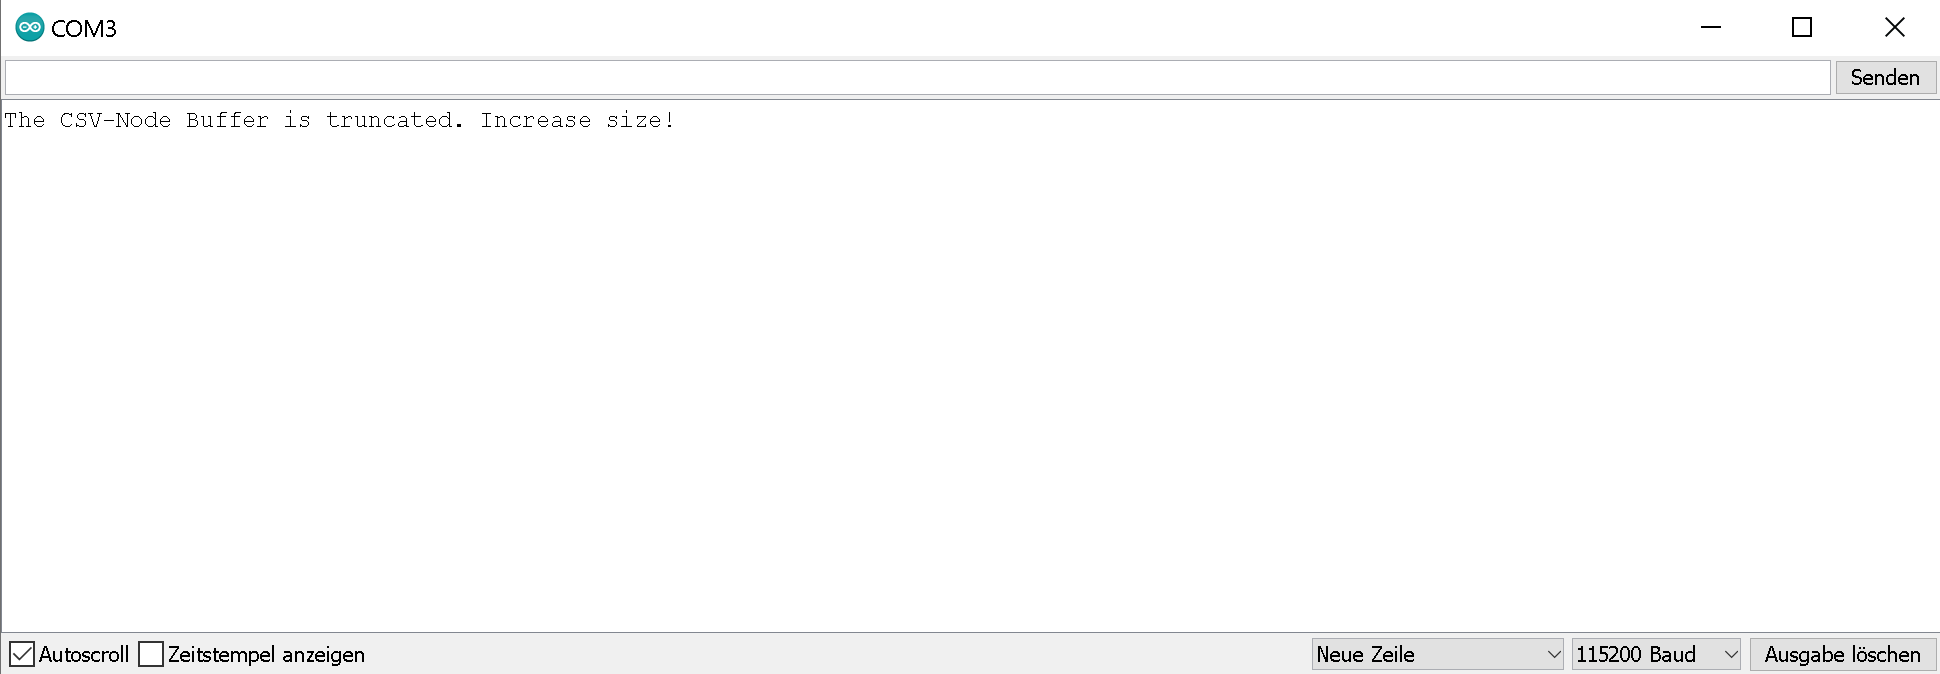 COM3
Senden
The CSV-Node Buffer is truncated. Increase size!
Autoscroll Zeitstempel anzeigen Neue Zeile 115200 Baud Ausgabe löschen